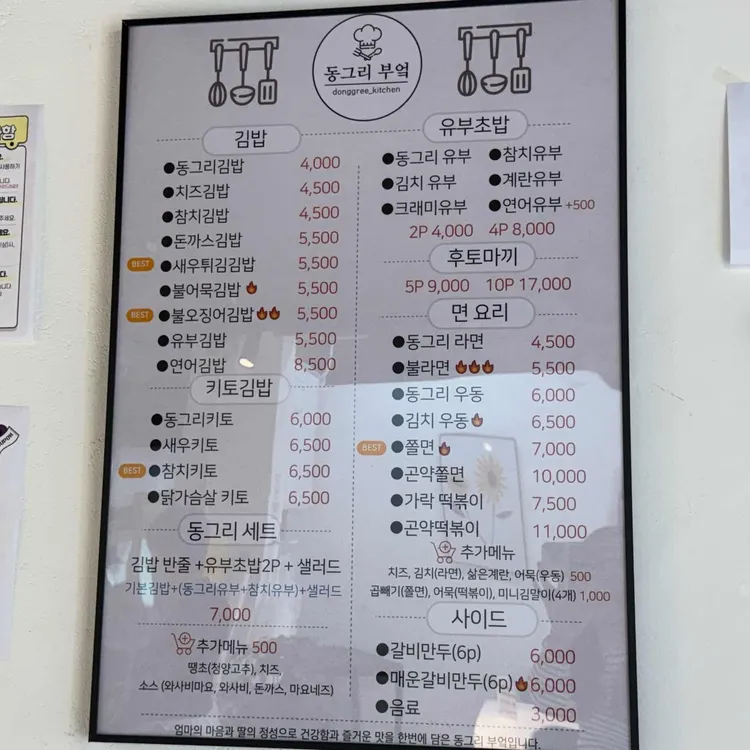 동그리 부엌
donggree_kitchen
김밥
●동그리김밥 4,000
●치즈김밥 4,500
●참치김밥 4,500
●돈까스김밥 5,500
BEST ●새우튀김김밥 5,500
●불어묵김밥 5,500
BEST ●불오징어김밥 5,500
●유부김밥 5,500
●연어김밥 8,500
키토김밥
●동그리키토 6,000
●새우키토 6,500
BEST ●참치키토 6,500
●닭가슴살 키토 6,500
동그리 세트
김밥 반줄 +유부초밥2P + 샐러드
기본김밥+(동그리유부+참치유부)+샐러드
7,000
추가메뉴 500
땡초(청양고추), 치즈
소스 (와사비마요, 와사비, 돈까스, 마요네즈)
유부초밥
●동그리 유부 ●참치유부
●김치 유부 ●계란유부
●크래미유부 ●연어유부 +500
2P 4,000 4P 8,000
후토마끼
5P 9,000 10P 17,000
면 요리
●동그리 라면 4,500
●불라면 5,500
●동그리 우동 6,000
●김치 우동 6,500
BEST ●쫄면 7,000
●곤약쫄면 10,000
●가락 떡볶이 7,500
●곤약떡볶이 11,000
추가메뉴
치즈, 김치(라면), 삶은계란, 어묵(우동) 500
곱빼기(쫄면), 어묵(떡볶이), 미니김말이(4개) 1,000
사이드
●갈비만두(6p) 6,000
●매운갈비만두(6p) 6,000
●음료 3,000
엄마의 마음과 딸의 정성으로 건강함과 즐거운 맛을 한번에 담은 동그리 부엌입니다.